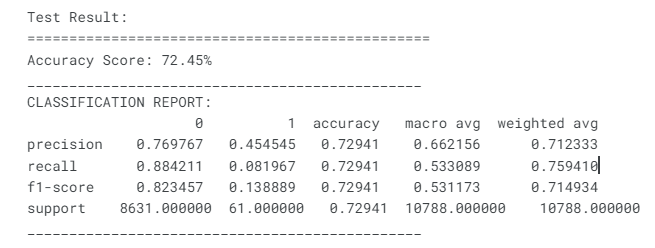 Test Result:
================================================
Accuracy Score: 72.45%
_______________________________________________
CLASSIFICATION REPORT:
0 1 accuracy macro avg weighted avg
precision 0.769767 0.454545 0.72941 0.662156 0.712333
recall 0.884211 0.081967 0.72941 0.533089 0.759410
f1-score 0.823457 0.138889 0.72941 0.531173 0.714934
support 8631.000000 61.000000 0.72941 10788.000000 10788.000000
_______________________________________________